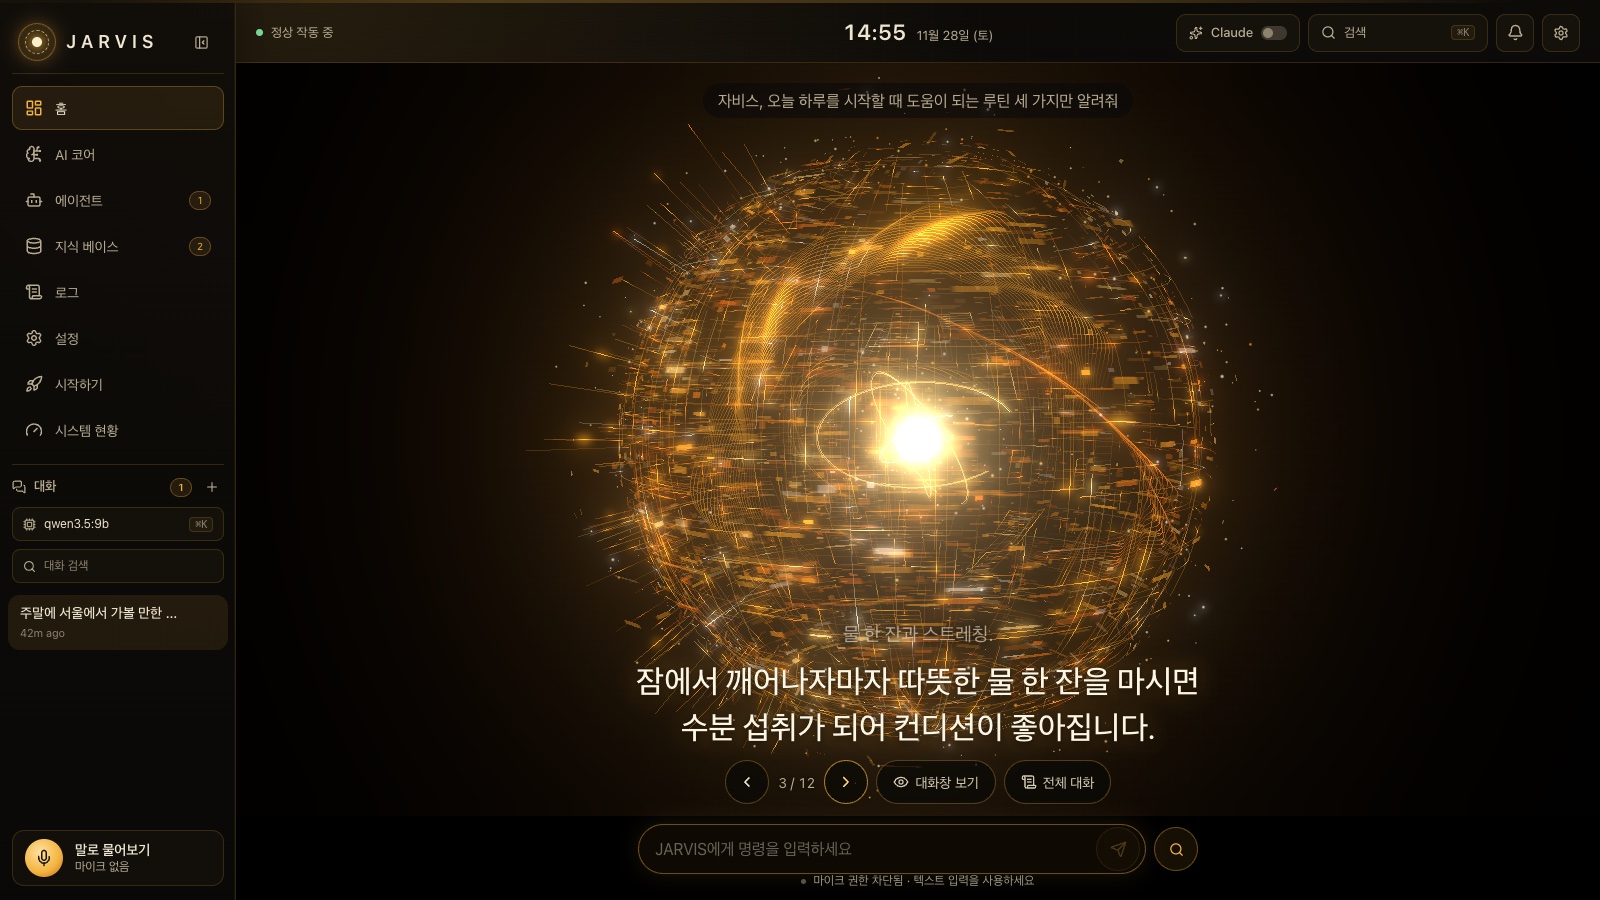 JARVIS
정상 작동 중
14:55 11월 28일 (토)
Claude
검색 ⌘K
홈
AI 코어
에이전트 1
지식 베이스 2
로그
설정
시작하기
시스템 현황
대화 1
qwen3.5:9b ⌘K
대화 검색
주말에 서울에서 가볼 만한 ...
42m ago
말로 물어보기
마이크 없음
자비스, 오늘 하루를 시작할 때 도움이 되는 루틴 세 가지만 알려줘
물 한 잔과 스트레칭.
잠에서 깨어나자마자 따뜻한 물 한 잔을 마시면
수분 섭취가 되어 컨디션이 좋아집니다.
3 / 12
대화창 보기
전체 대화
JARVIS에게 명령을 입력하세요
마이크 권한 차단됨 · 텍스트 입력을 사용하세요